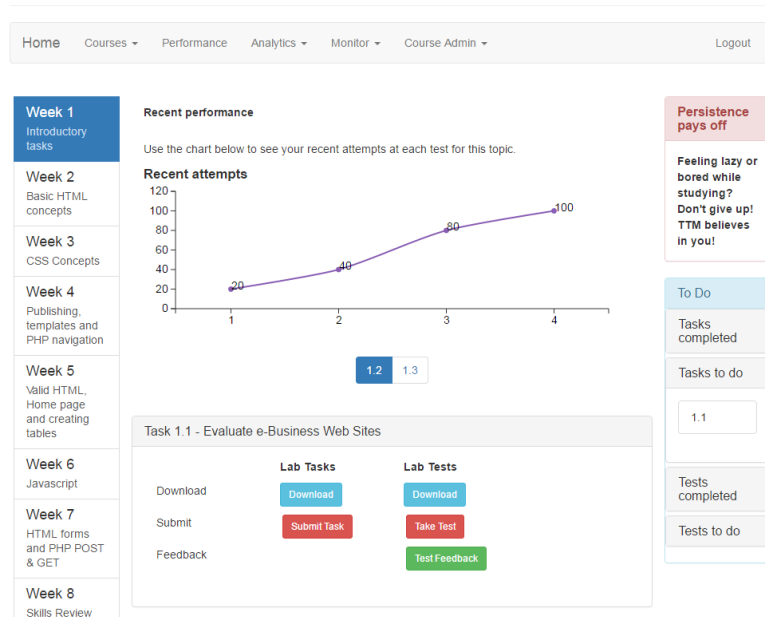 Home Courses Performance Analytics Monitor Course Admin Logout
Week 1
Introductory
tasks
Week 2
Basic HTML
concepts
Week 3
CSS Concepts
Week 4
Publishing,
templates and
PHP navigation
Week 5
Valid HTML,
Home page
and creating
tables
Week 6
Javascript
Week 7
HTML forms
and PHP POST
& GET
Week 8
Skills Review
Recent performance
Use the chart below to see your recent attempts at each test for this topic.
Recent attempts
120
100
80
60
40
20
0
20
40
80
100
1 2 3 4
1.2 1.3
Task 1.1 - Evaluate e-Business Web Sites
Lab Tasks Lab Tests
Download Download Download
Submit Submit Task Take Test
Feedback Test Feedback
Persistence
pays off
Feeling lazy or
bored while
studying?
Don't give up!
TTM believes
in you!
To Do
Tasks
completed
Tasks to do
1.1
Tests
completed
Tests to do